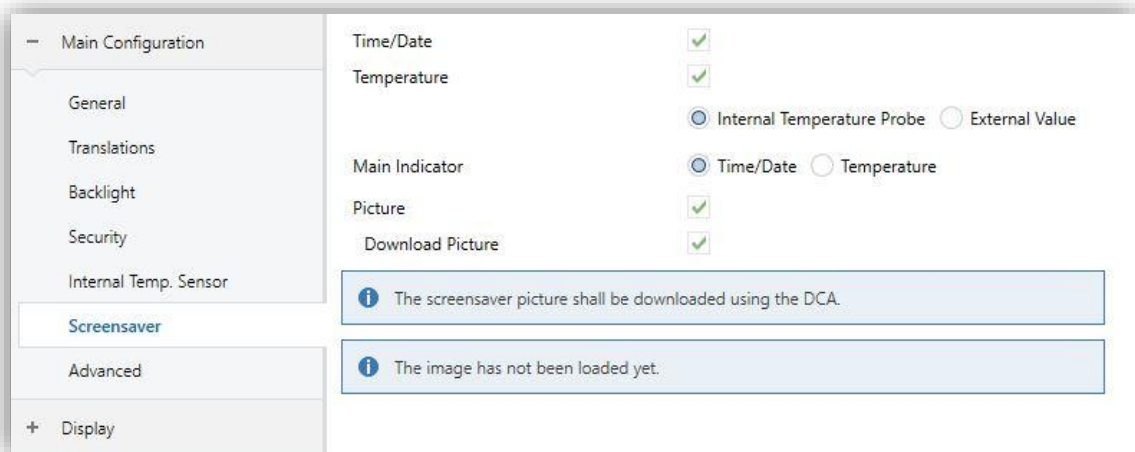 Main Configuration
General
Translations
Backlight
Security
Internal Temp. Sensor
Screensaver
Advanced
Display
Time/Date
Temperature
Internal Temperature Probe External Value
Main Indicator Time/Date Temperature
Picture
Download Picture
The screensaver picture shall be downloaded using the DCA.
The image has not been loaded yet.